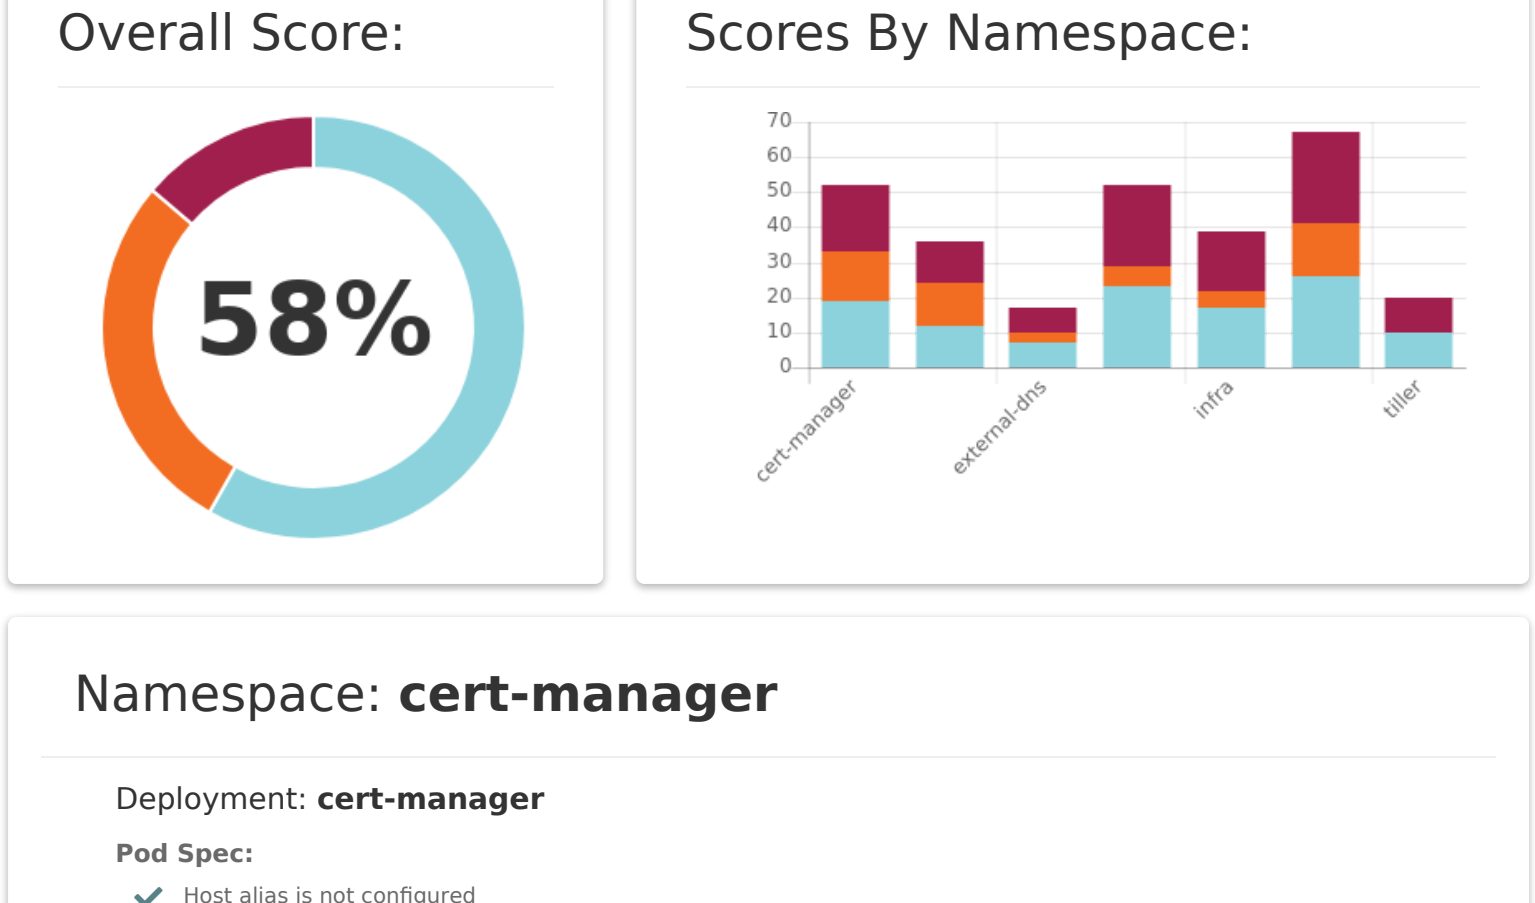 Overall Score:
58%
Scores By Namespace:
70
60
50
40
30
20
10
0
cert-manager
external-dns
infra
tiller
Namespace: cert-manager
Deployment: cert-manager
Pod Spec:
Host alias is not configured